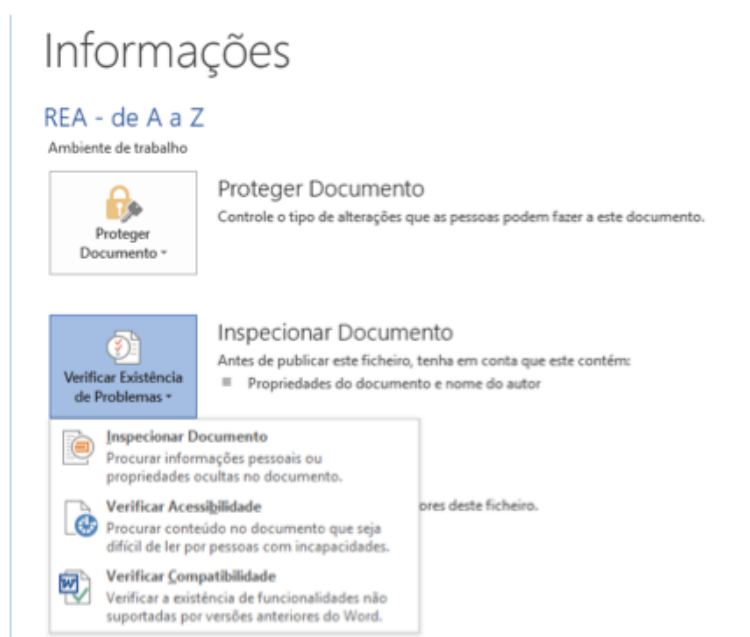 Informações
REA - de A a Z
Ambiente de trabalho
Proteger
Documento
Proteger Documento
Controle o tipo de alterações que as pessoas podem fazer a este documento.
Verificar Existência
de Problemas
Inspecionar Documento
Antes de publicar este ficheiro, tenha em conta que este contém:
Propriedades do documento e nome do autor
Inspecionar Documento
Procurar informações pessoais ou
propriedades ocultas no documento.
Verificar Acessibilidade
Procurar conteúdo no documento que seja
difícil de ler por pessoas com incapacidades.
ores deste ficheiro.
Verificar Compatibilidade
Verificar a existência de funcionalidades não
suportadas por versões anteriores do Word.